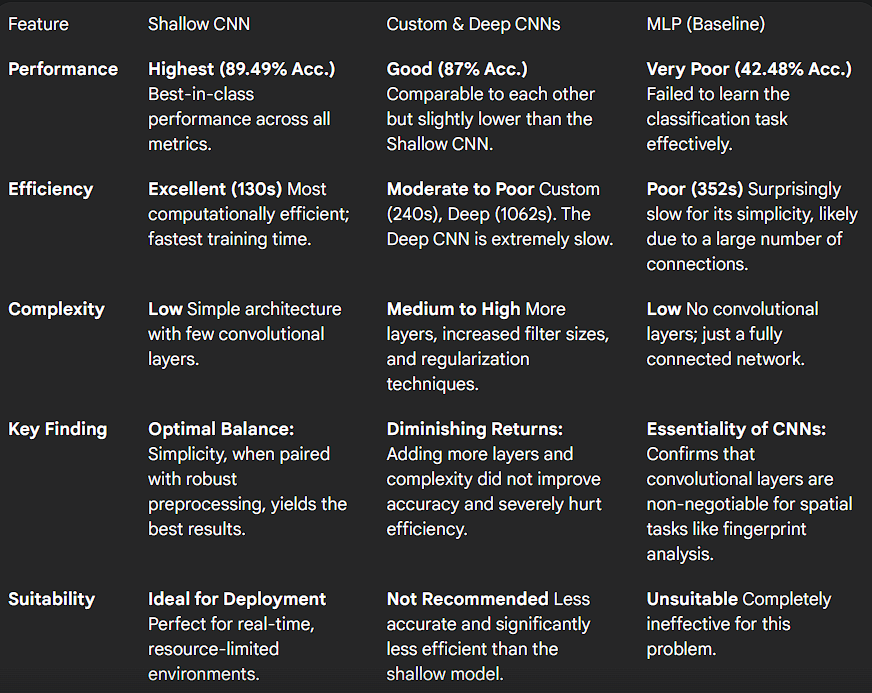 Feature Shallow CNN Custom & Deep CNNs MLP (Baseline)
Performance Highest (89.49% Acc.) Good (87% Acc.) Very Poor (42.48% Acc.)
Best-in-class Comparable to each other Failed to learn the
performance across all but slightly lower than the classification task
metrics. Shallow CNN. effectively.
Efficiency Excellent (130s) Most Moderate to Poor Custom Poor (352s) Surprisingly
computationally efficient; (240s), Deep (1062s). The slow for its simplicity, likely
fastest training time. Deep CNN is extremely slow. due to a large number of
connections.
Complexity Low Simple architecture Medium to High More Low No convolutional
with few convolutional layers, increased filter sizes, layers; just a fully
layers. and regularization connected network.
techniques.
Key Finding Optimal Balance: Diminishing Returns: Essentiality of CNNs:
Simplicity, when paired Adding more layers and Confirms that
with robust complexity did not improve convolutional layers are
preprocessing, yields the accuracy and severely hurt non-negotiable for spatial
best results. efficiency. tasks like fingerprint
analysis.
Suitability Ideal for Deployment Not Recommended Less Unsuitable Completely
Perfect for real-time, accurate and significantly ineffective for this
resource-limited less efficient than the problem.
environments. shallow model.